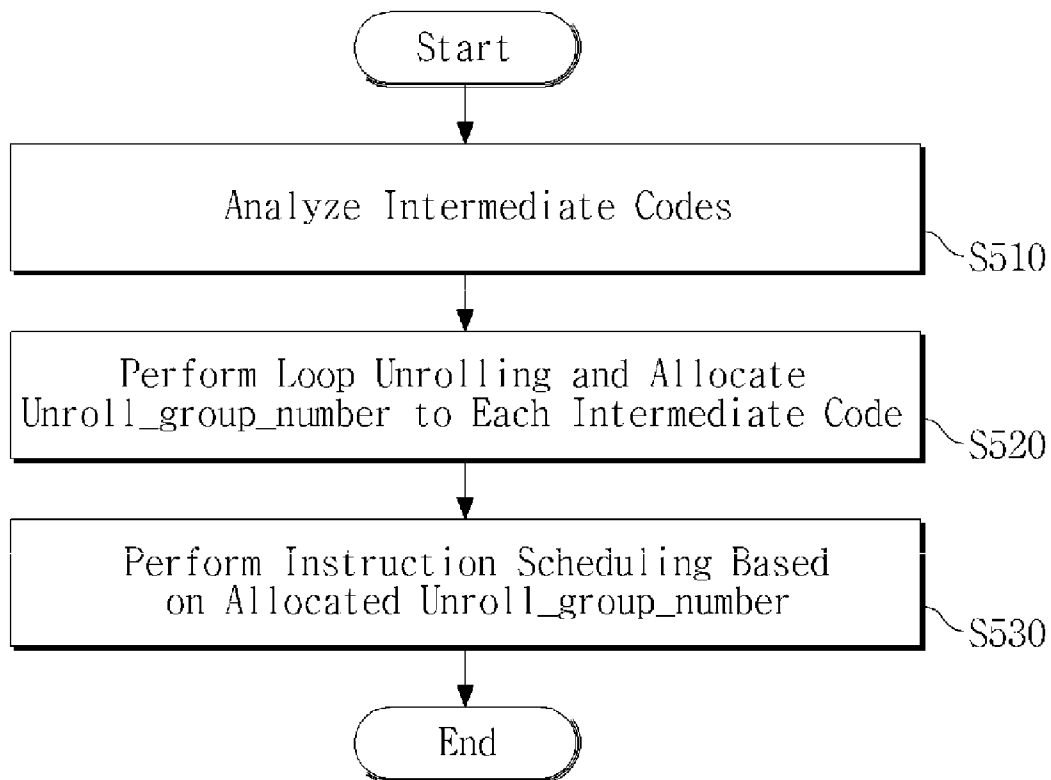 Start
Analyze Intermediate Codes
S510
Perform Loop Unrolling and Allocate
Unroll_group_number to Each Intermediate Code
S520
Perform Instruction Scheduling Based
on Allocated Unroll_group_number
S530
End